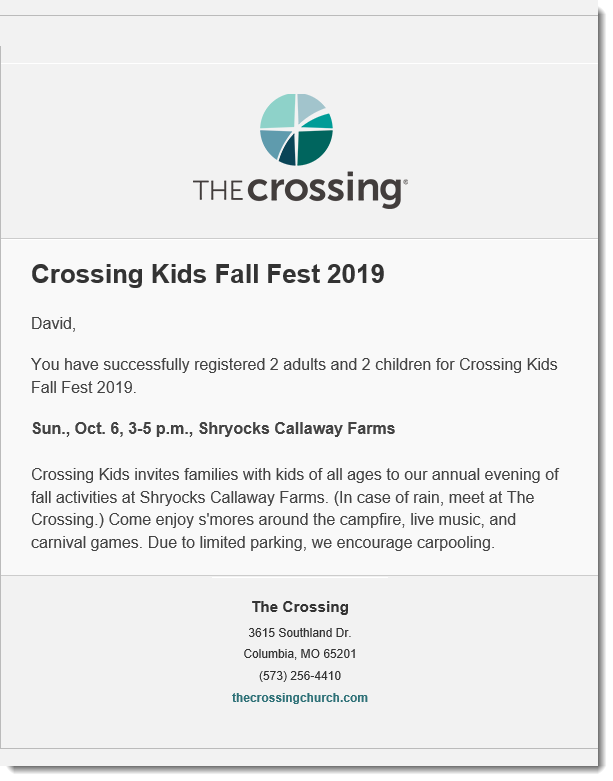 THE crossing®
Crossing Kids Fall Fest 2019
David,
You have successfully registered 2 adults and 2 children for Crossing Kids
Fall Fest 2019.
Sun., Oct. 6, 3-5 p.m., Shryocks Callaway Farms
Crossing Kids invites families with kids of all ages to our annual evening of
fall activities at Shryocks Callaway Farms. (In case of rain, meet at The
Crossing.) Come enjoy s'mores around the campfire, live music, and
carnival games. Due to limited parking, we encourage carpooling.
The Crossing
3615 Southland Dr.
Columbia, MO 65201
(573) 256-4410
thecrossingchurch.com